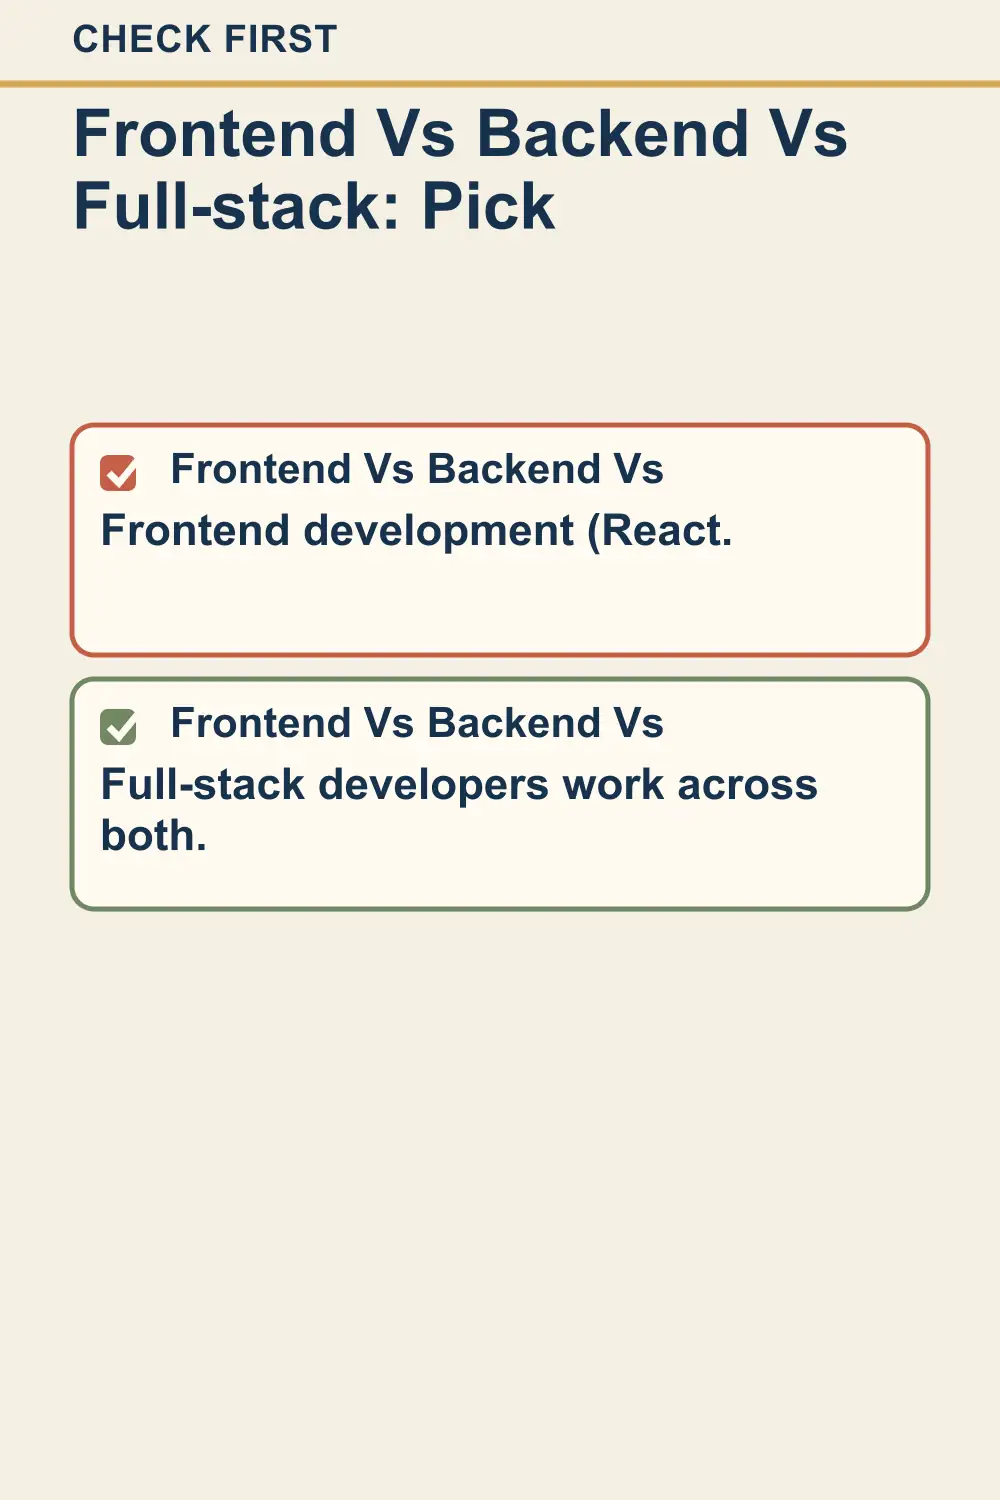 CHECK FIRST
Frontend Vs Backend Vs
Full-stack: Pick
Frontend Vs Backend Vs
Frontend development (React.
Frontend Vs Backend Vs
Full-stack developers work across
both.